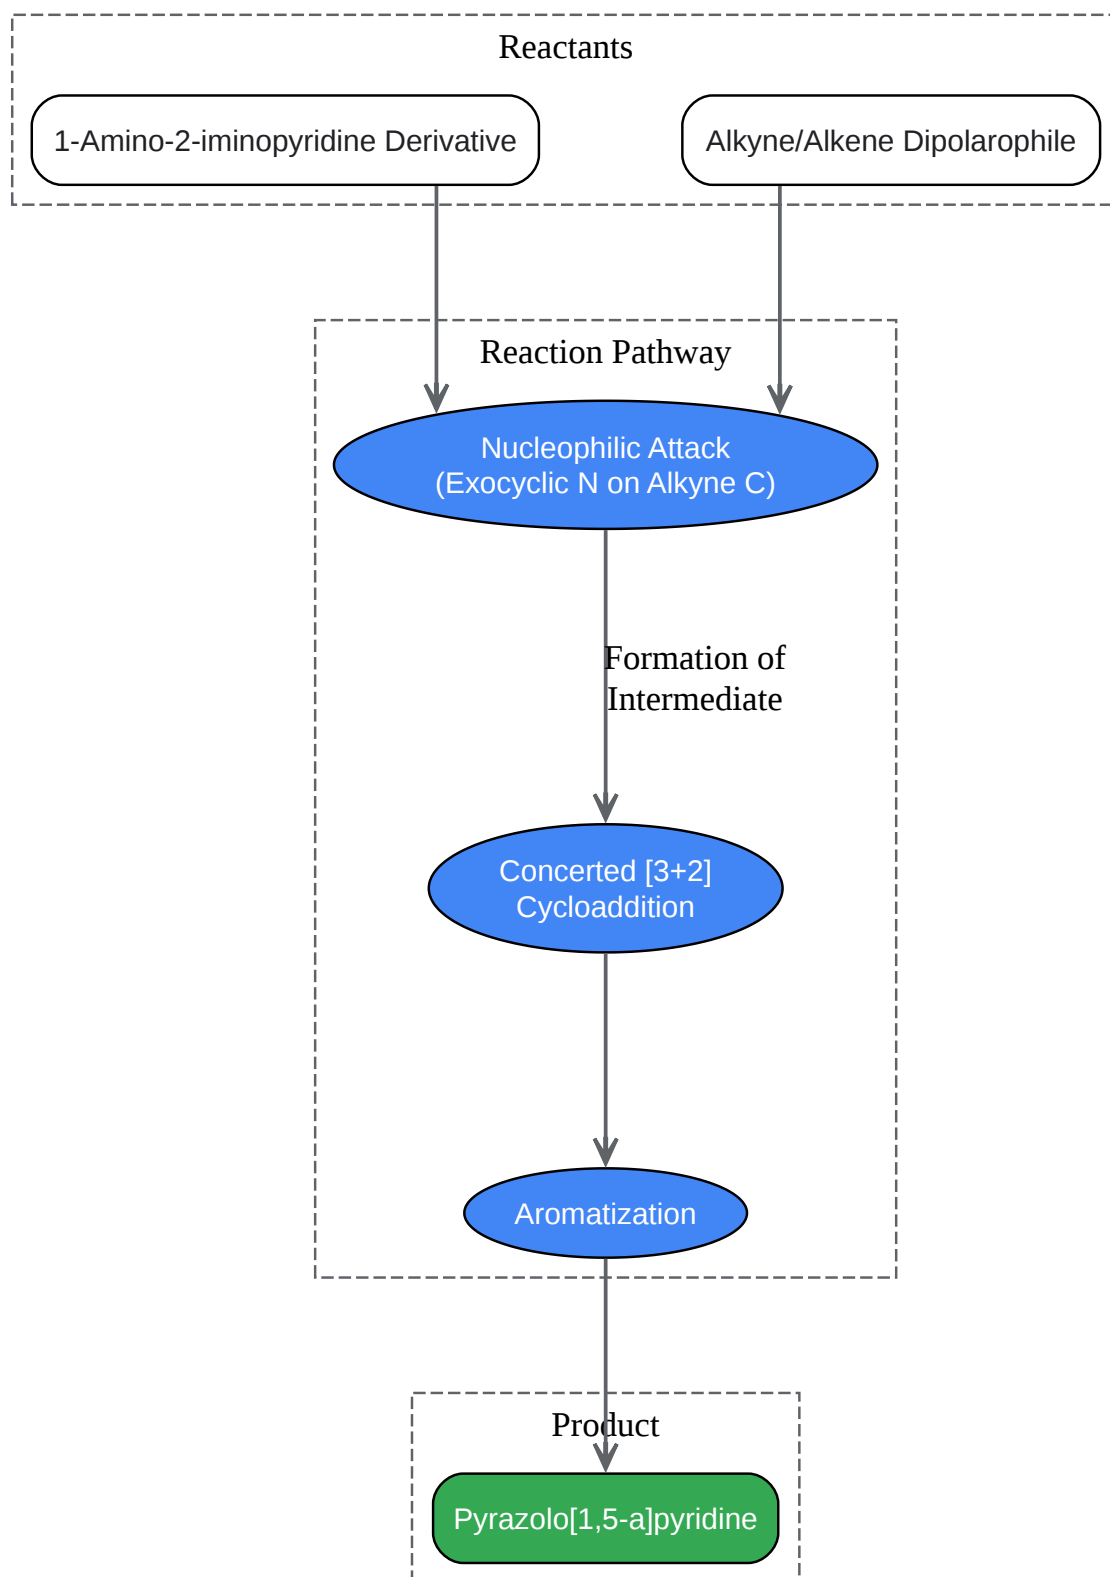 Reactants
1-Amino-2-iminopyridine Derivative
Alkyne/Alkene Dipolarophile
Reaction Pathway
Nucleophilic Attack
(Exocyclic N on Alkyne C)
Formation of
Intermediate
Concerted [3+2]
Cycloaddition
Aromatization
Product
Pyrazolo[1,5-a]pyridine